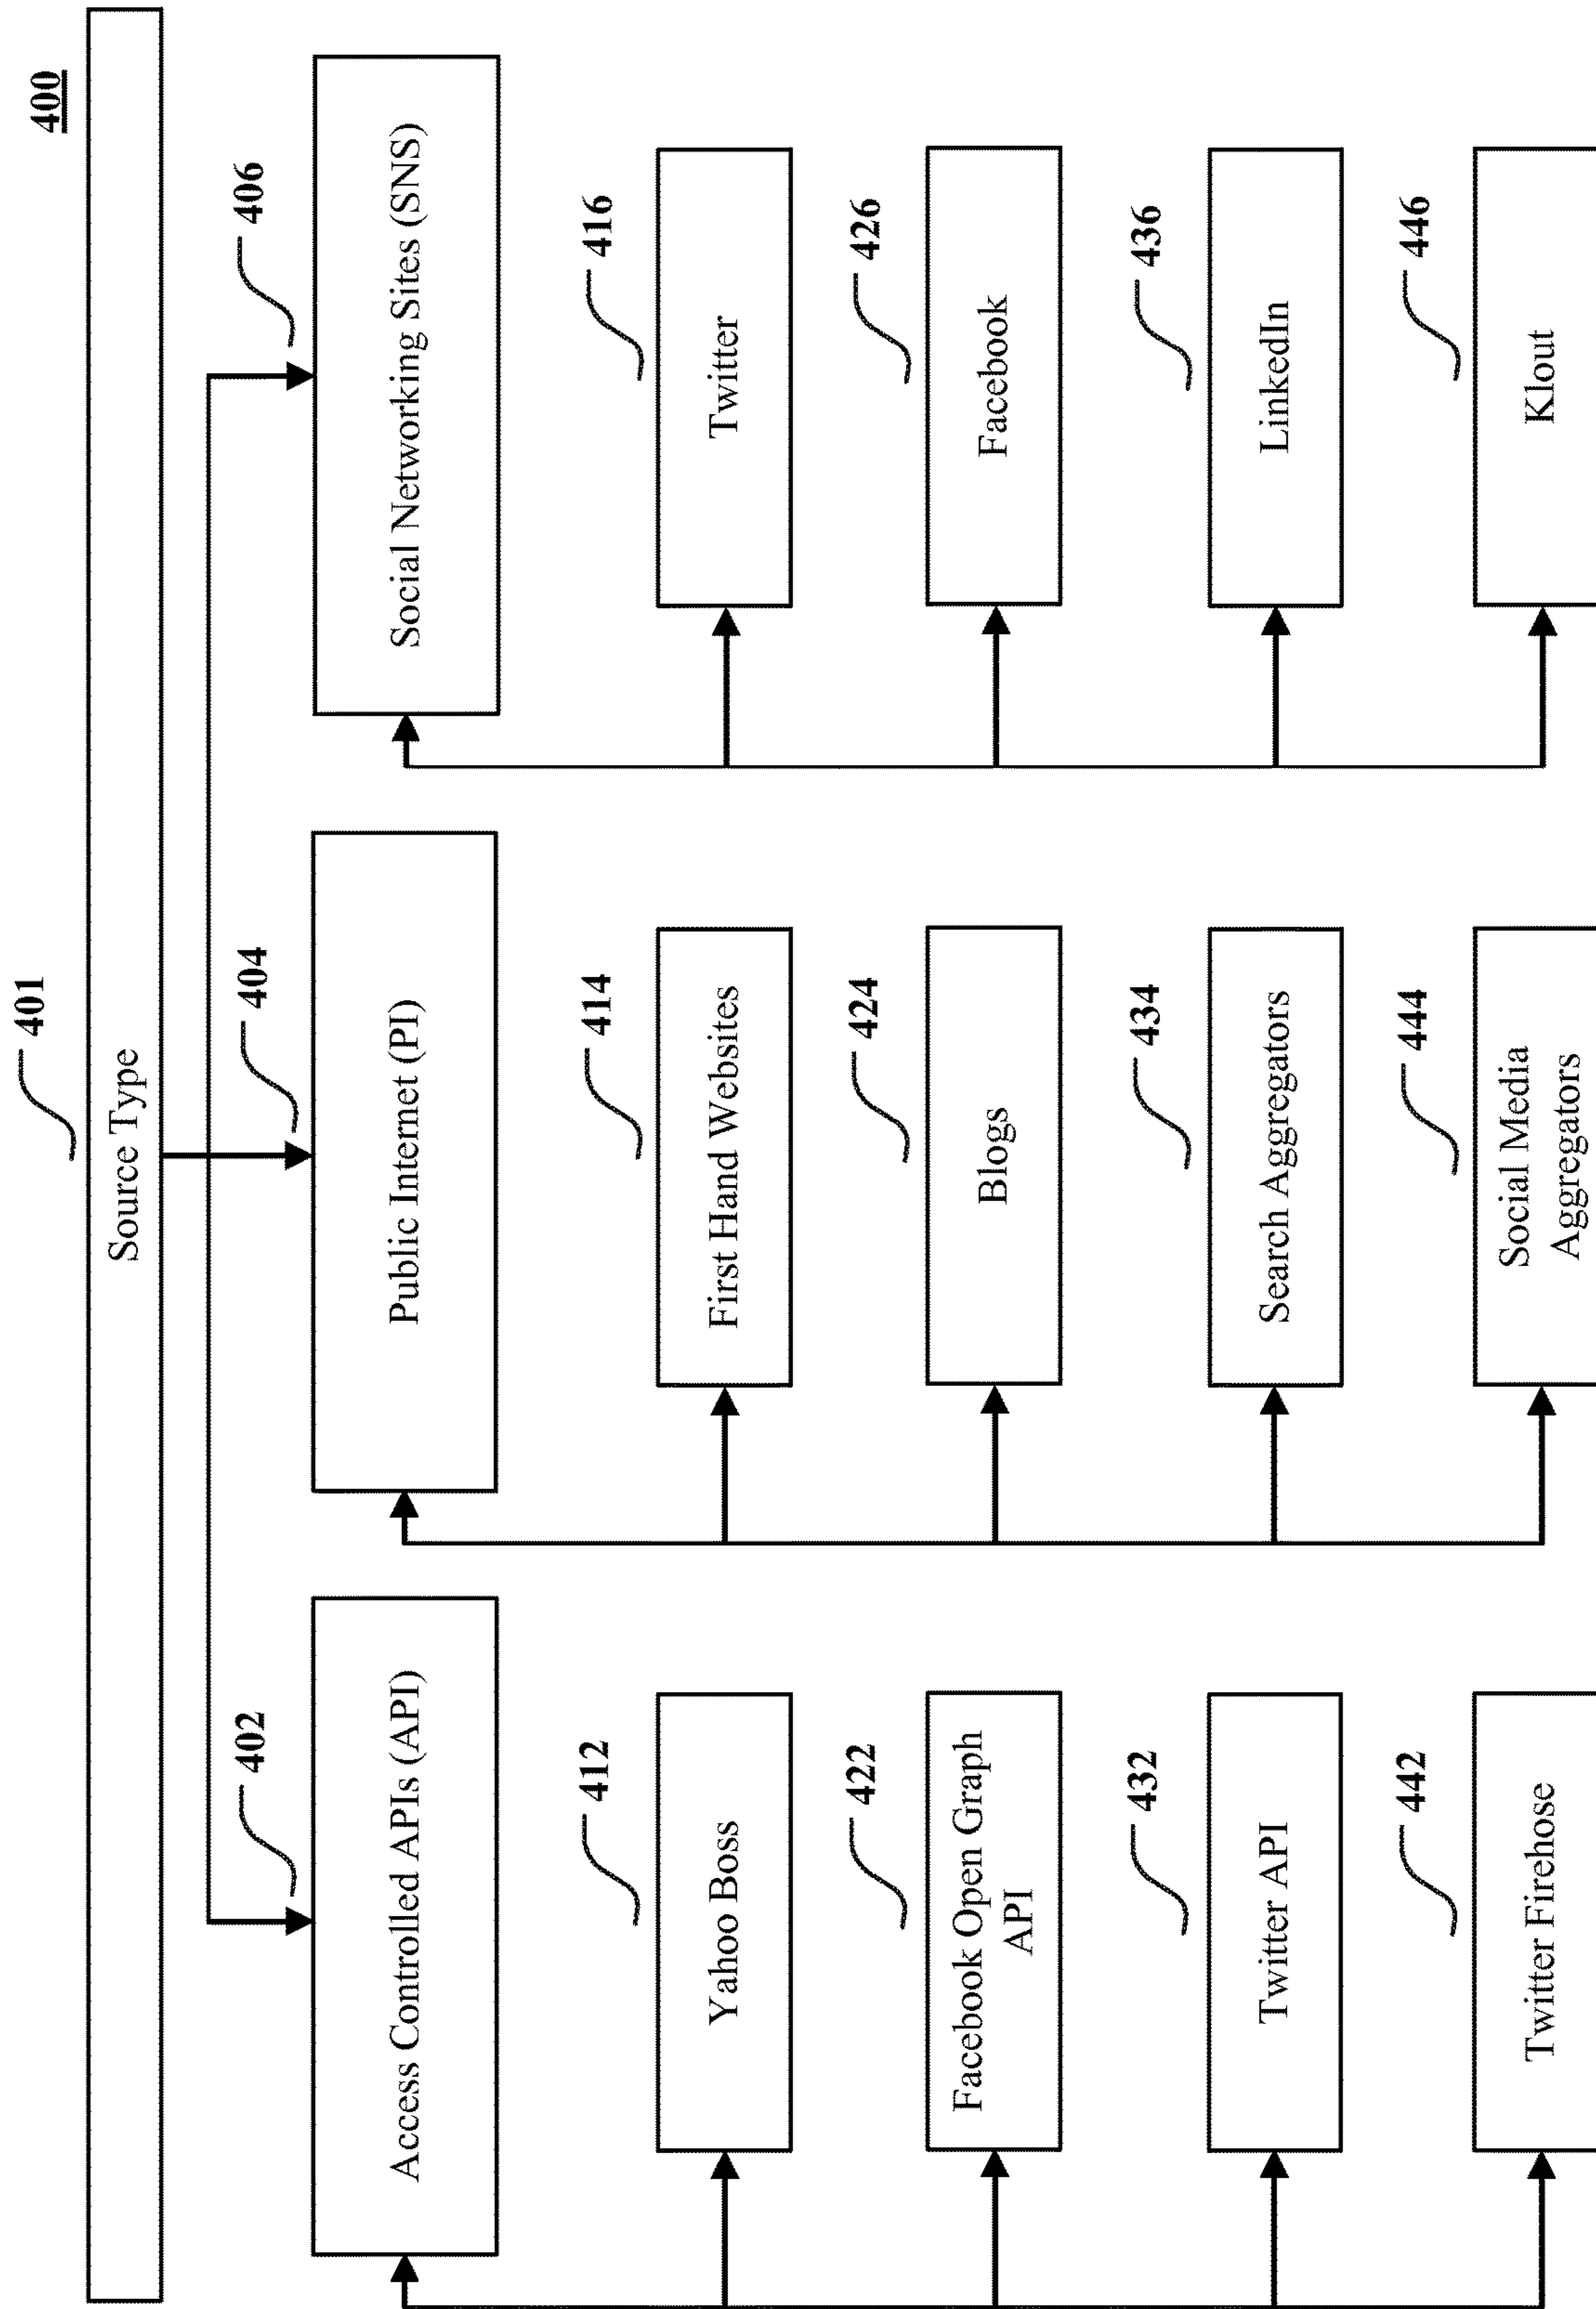 400
401
Source Type
402
404
406
Access Controlled APIs (API)
Public Internet (PI)
Social Networking Sites (SNS)
412
414
416
Yahoo Boss
First Hand Websites
Twitter
422
424
426
Facebook Open Graph
API
Blogs
Facebook
432
434
436
Twitter API
Search Aggregators
LinkedIn
442
444
446
Twitter Firehose
Social Media
Aggregators
Klout